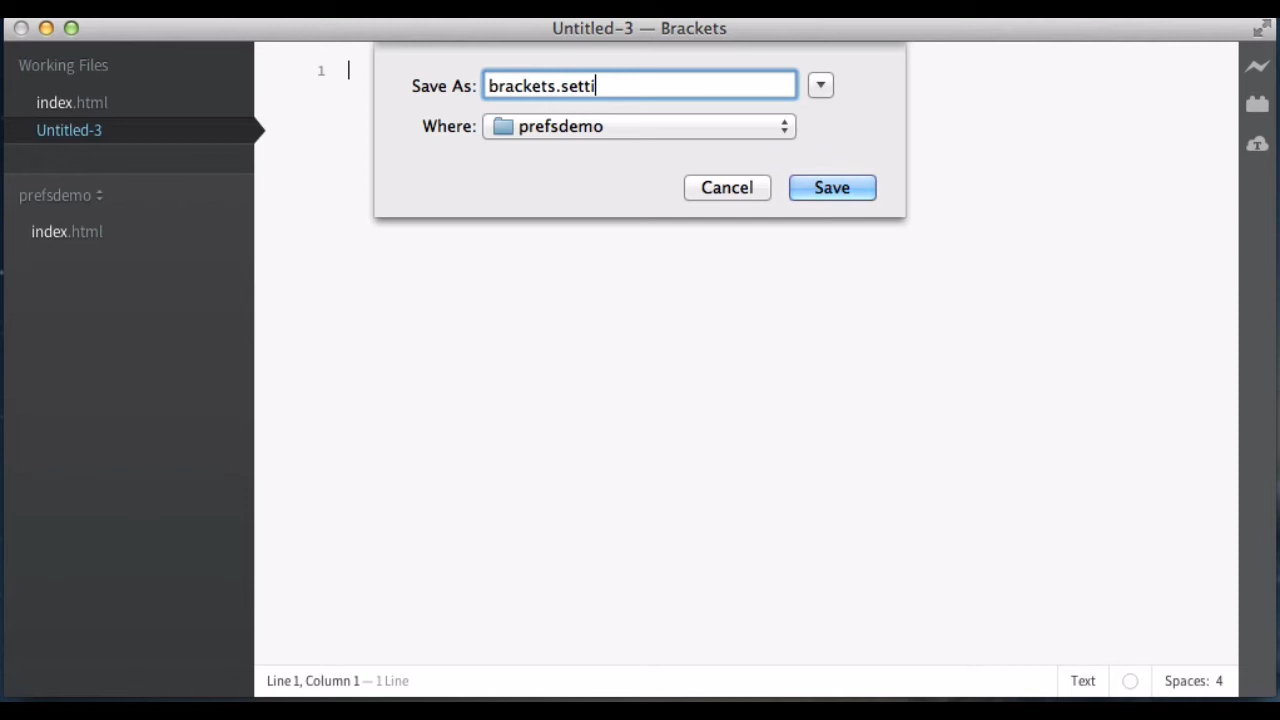 Untitled-3 — Brackets
Working Files
index.html
Untitled-3
prefsdemo
index.html
1
Save As: brackets.setti
Where: prefsdemo
Cancel Save
Line 1, Column 1 — 1 Line
Text Spaces: 4